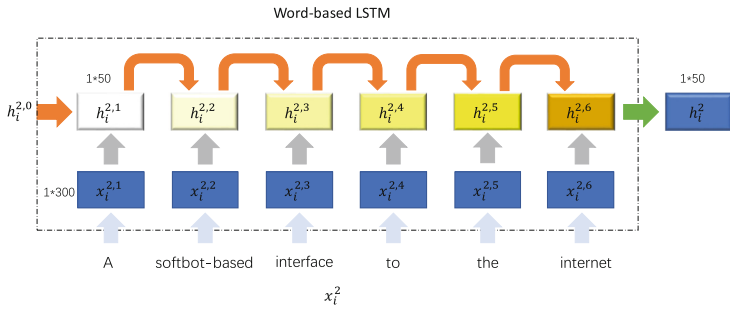 Word-based LSTM
1*50 1*50
h_i^{2,0} h_i^{2,1} h_i^{2,2} h_i^{2,3} h_i^{2,4} h_i^{2,5} h_i^{2,6} h_i^2
1*300 x_i^{2,1} x_i^{2,2} x_i^{2,3} x_i^{2,4} x_i^{2,5} x_i^{2,6}
A softbot-based interface to the internet
x_i^2